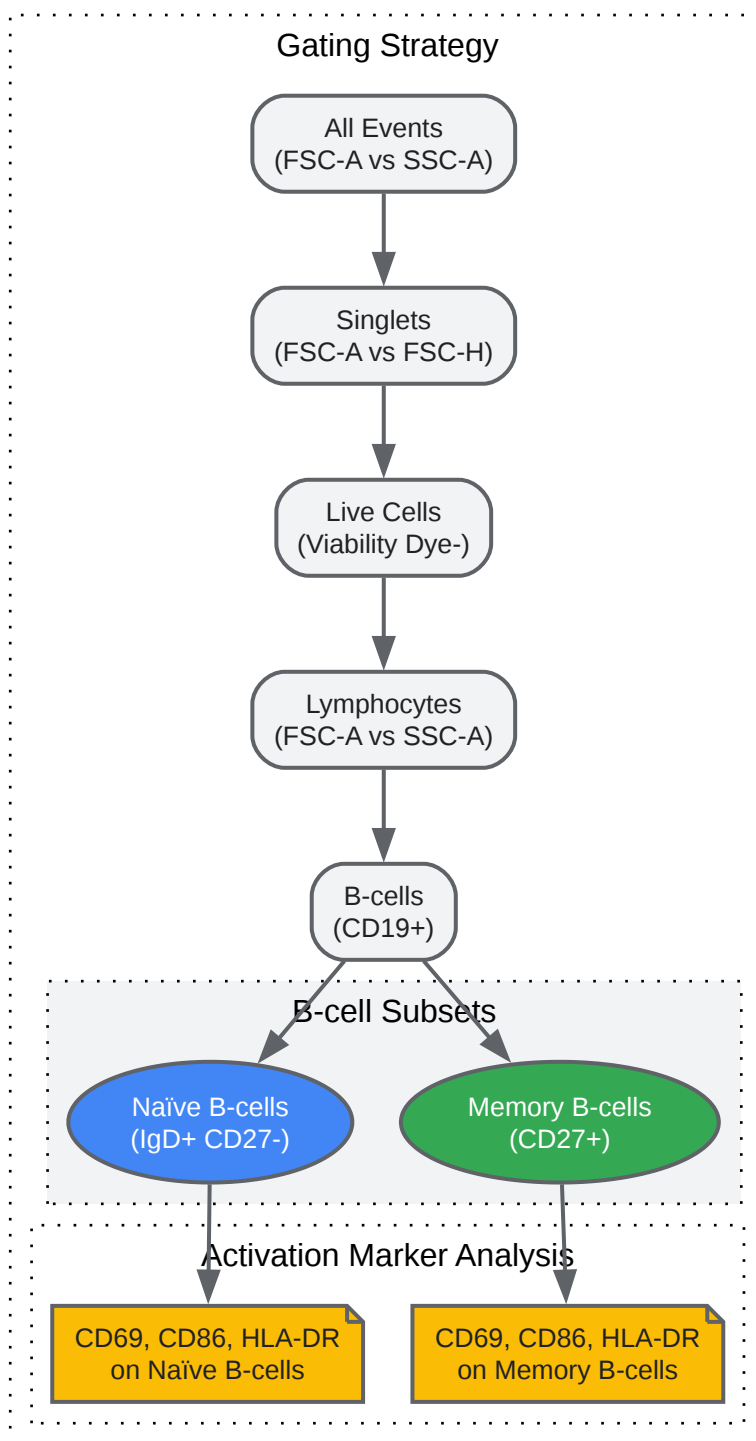 Gating Strategy
All Events
(FSC-A vs SSC-A)
Singlets
(FSC-A vs FSC-H)
Live Cells
(Viability Dye-)
Lymphocytes
(FSC-A vs SSC-A)
B-cells
(CD19+)
B-cell Subsets
Naïve B-cells
(IgD+ CD27-)
Memory B-cells
(CD27+)
Activation Marker Analysis
CD69, CD86, HLA-DR
on Naïve B-cells
CD69, CD86, HLA-DR
on Memory B-cells